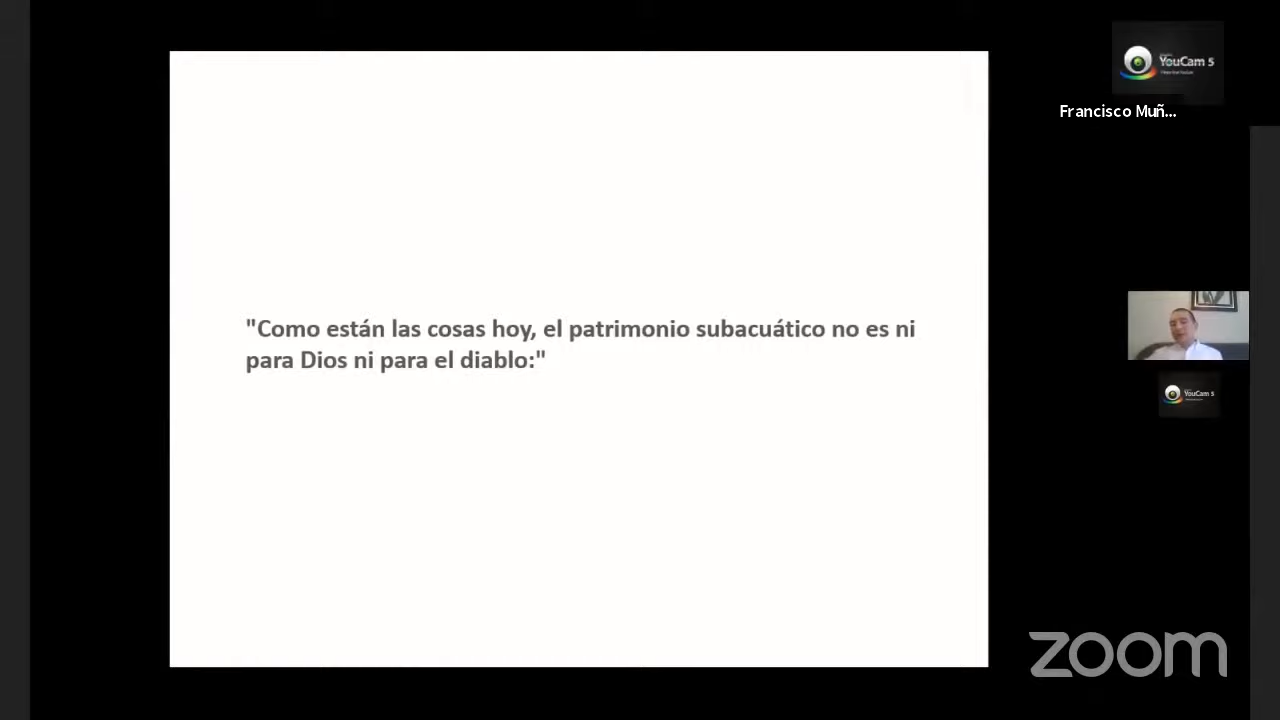 YouCam 5
Francisco Muñ...
"Como están las cosas hoy, el patrimonio subacuático no es ni
para Dios ni para el diablo:"
YouCam 5
zoom